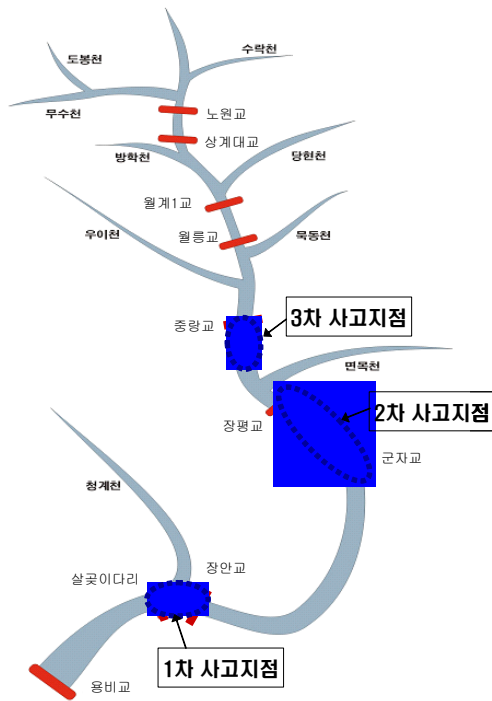 수락천
도봉천
무수천
노원교
상계대교
방학천
당현천
월계1교
우이천
월릉교
묵동천
3차 사고지점
중랑교
면목천
2차 사고지점
장평교
군자교
청계천
살곶이다리
장안교
1차 사고지점
용비교